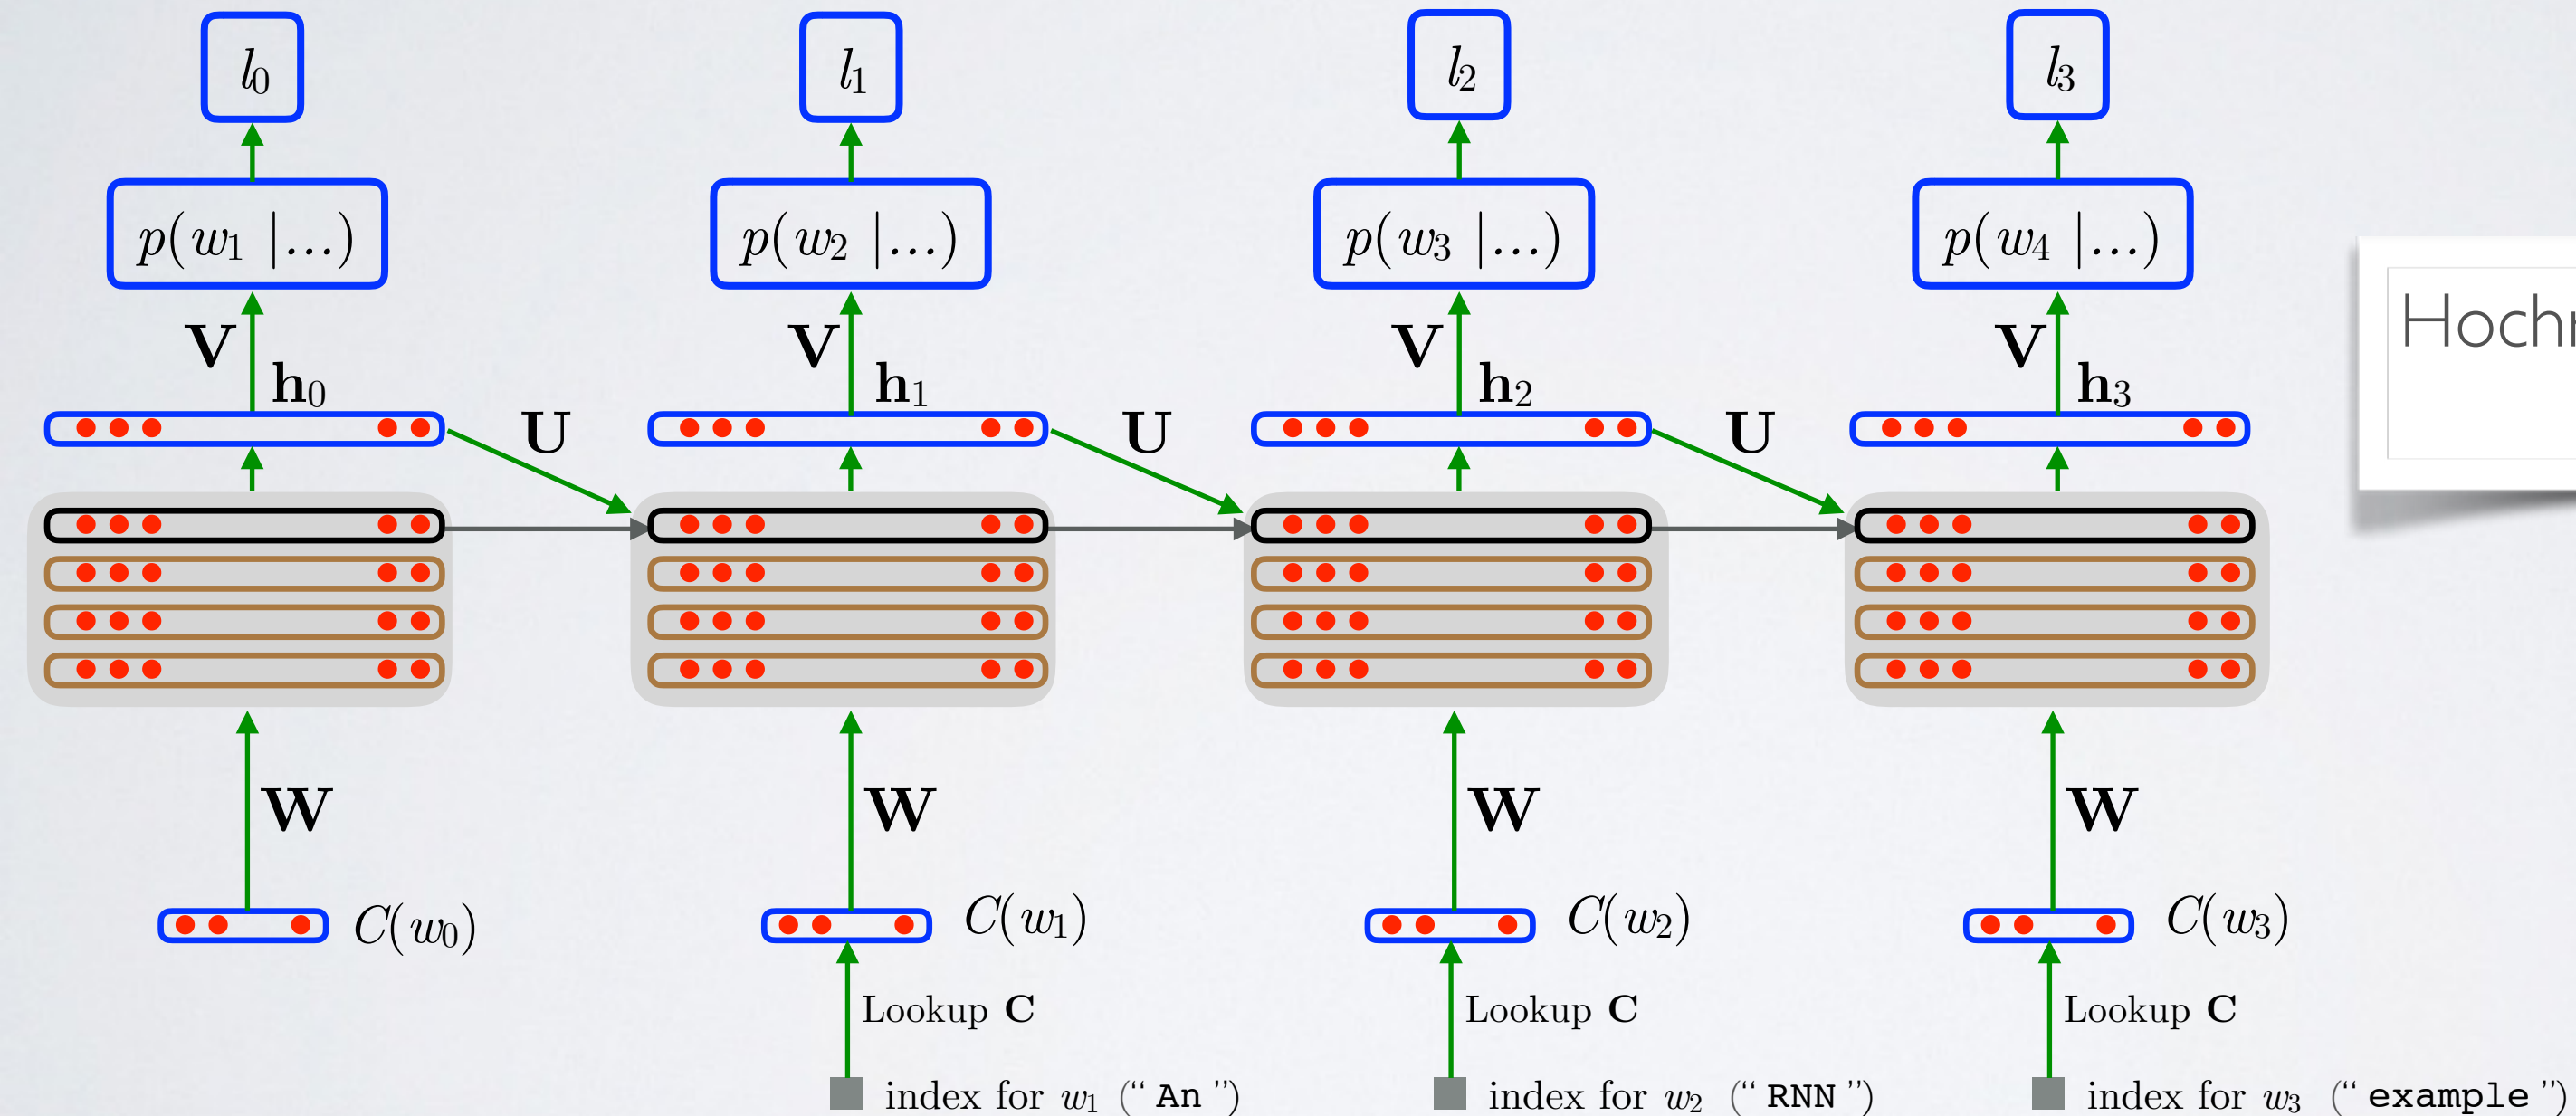 l0 l1 l2 l3
p(w1 |...) p(w2 |...) p(w3 |...) p(w4 |...)
V V V V
h0 h1 h2 h3
U U U
W W W W
C(w0) C(w1) C(w2) C(w3)
Lookup C Lookup C Lookup C
index for w1 (“ An ”) index for w2 (“ RNN ”) index for w3 (“ example ”)